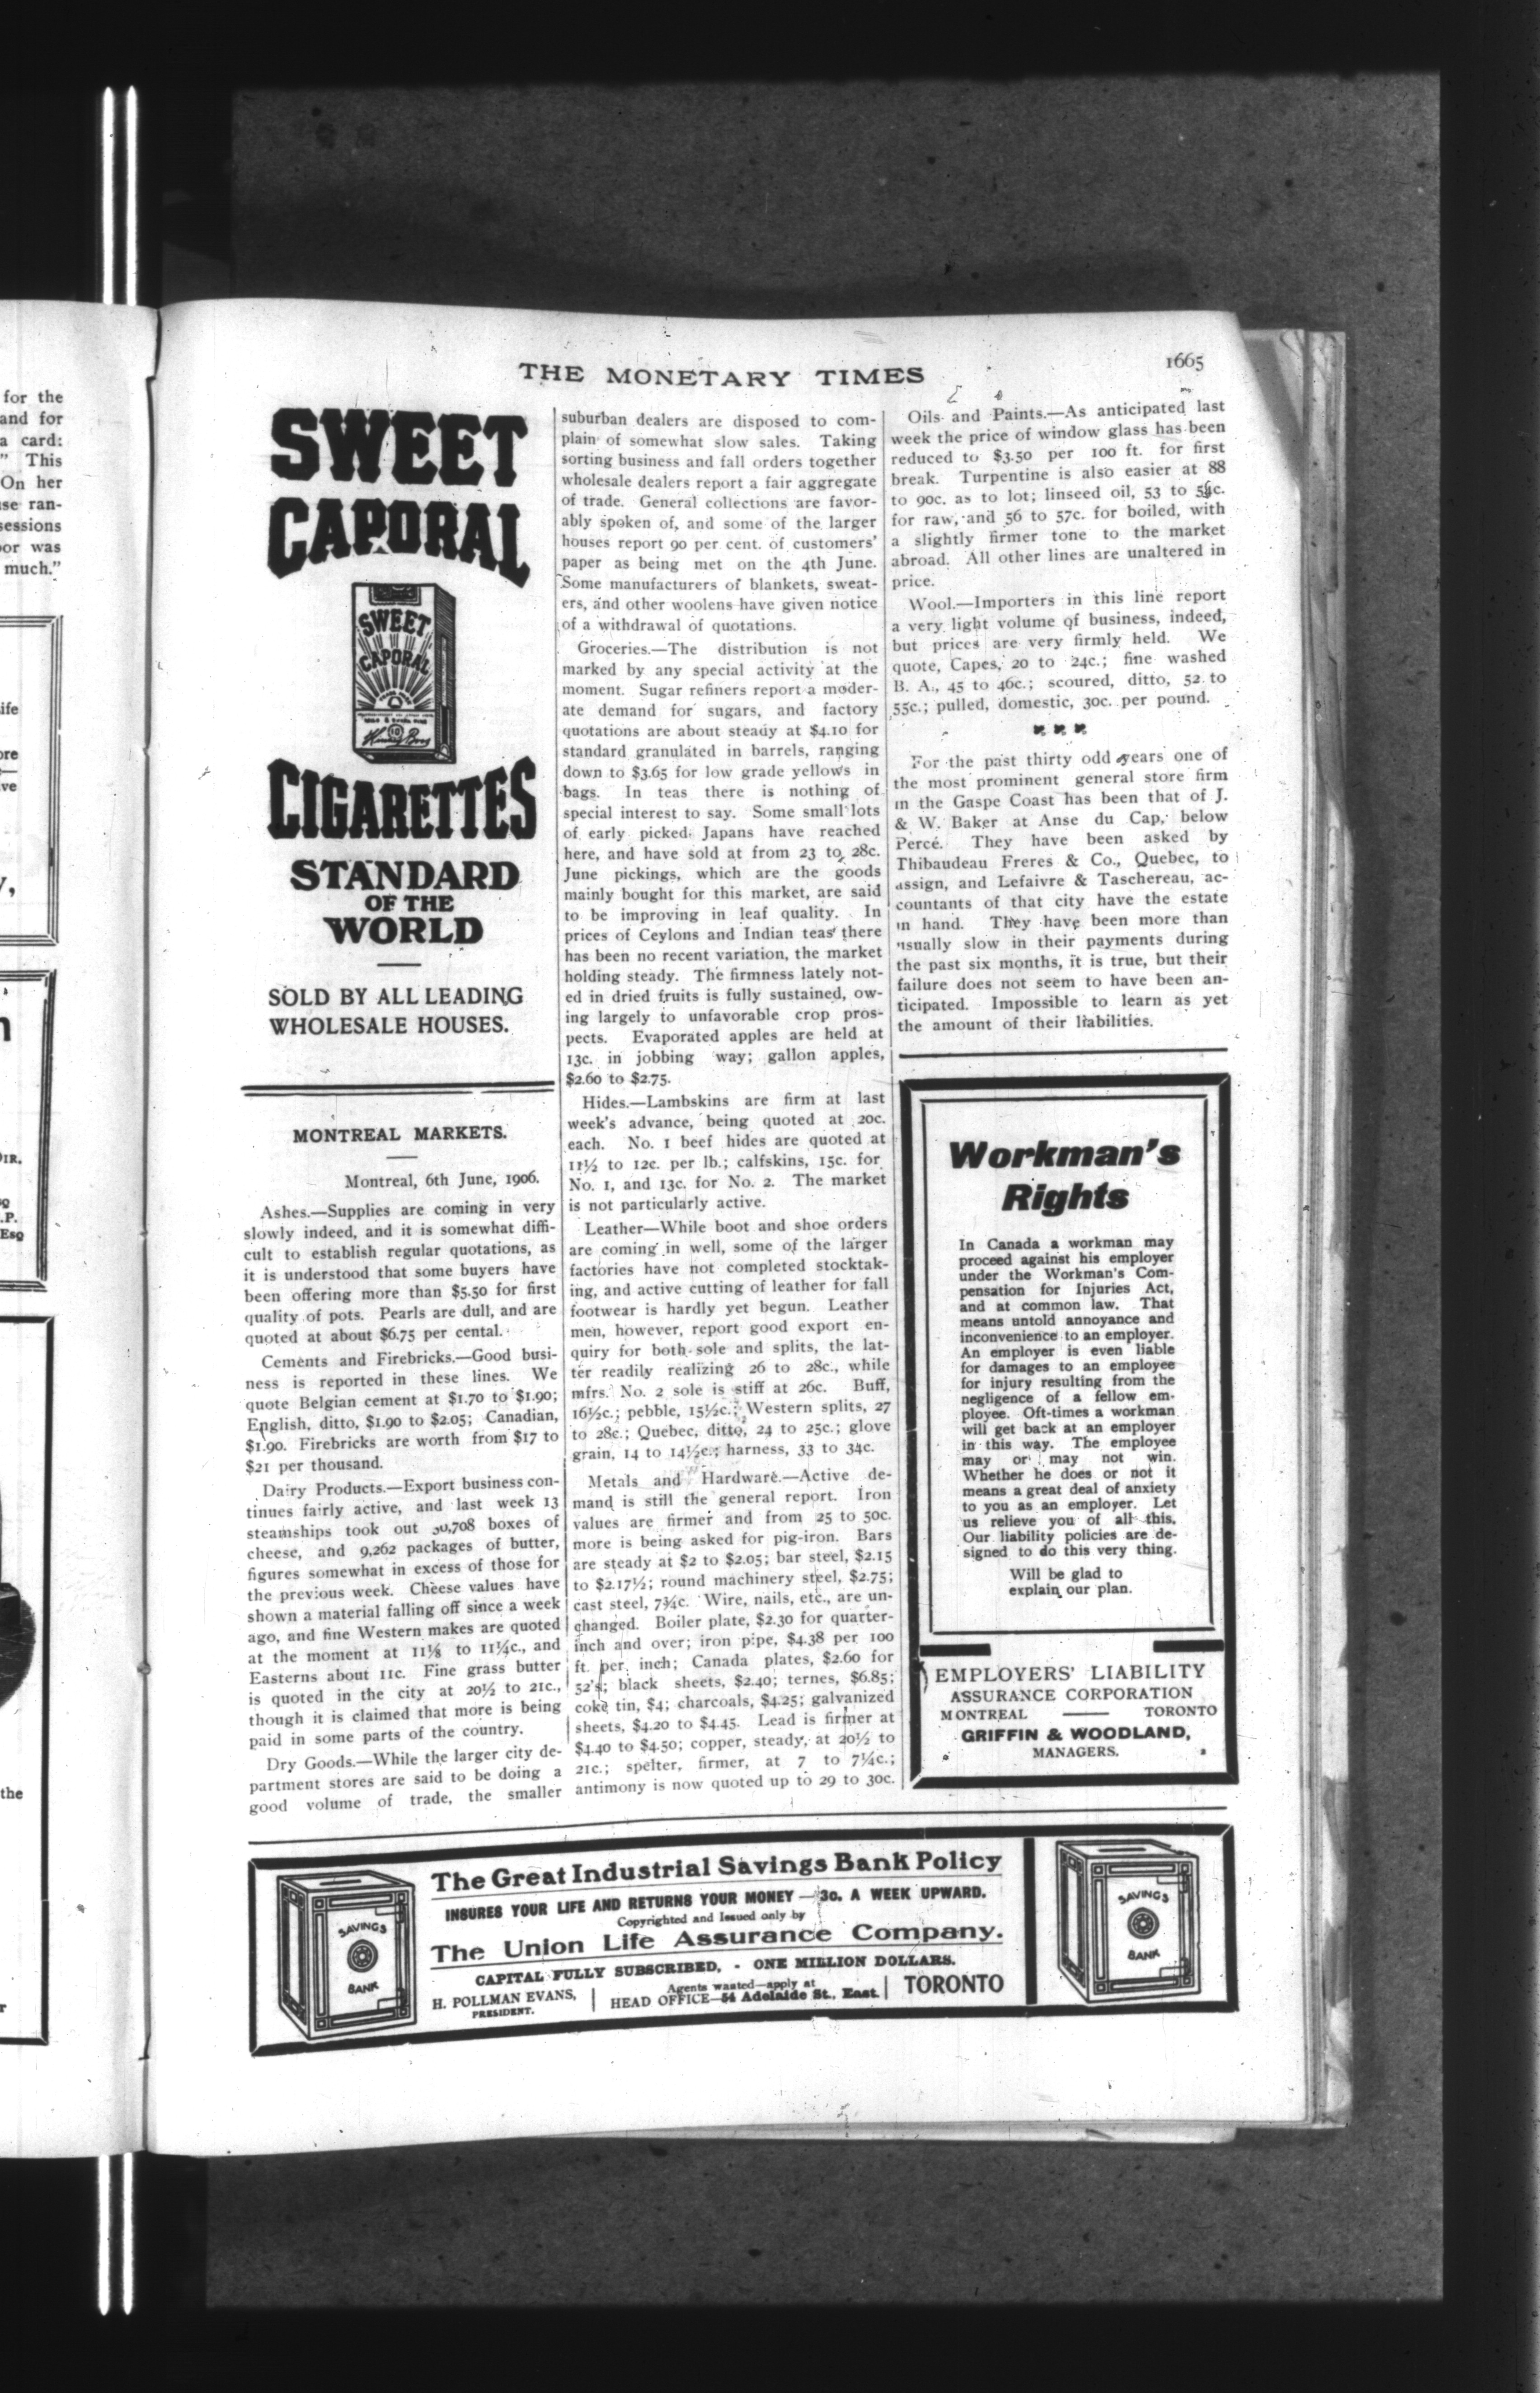 for the
and for
a card:
" This
On her
use ran-
sessions
oor was
much."
ife
ore
ve
DIR.
.P.
Esq
the
THE MONETARY TIMES
1665
SWEET
CAPORAL
SWEET
CAPORAL
CIGARETTES
STANDARD
OF THE
WORLD
SOLD BY ALL LEADING
WHOLESALE HOUSES.
MONTREAL MARKETS.
Montreal, 6th June, 1906.
Ashes.—Supplies are coming in very
slowly indeed, and it is somewhat diffi-
cult to establish regular quotations, as
it is understood that some buyers have
been offering more than $5.50 for first
quality of pots. Pearls are dull, and are
quoted at about $6.75 per cental.
Cements and Firebricks.—Good busi-
ness is reported in these lines. We
quote Belgian cement at $1.70 to $1.90;
English, ditto, $1.90 to $2.05; Canadian,
$1.90. Firebricks are worth from $17 to
$21 per thousand.
Dairy Products.—Export business con-
tinues fairly active, and last week 13
steamships took out 50,708 boxes of
cheese, and 9,262 packages of butter,
figures somewhat in excess of those for
the previous week. Cheese values have
shown a material falling off since a week
ago, and fine Western makes are quoted
at the moment at 11⅛ to 11¼c., and
Easterns about 11c. Fine grass butter
is quoted in the city at 20½ to 21c.,
though it is claimed that more is being
paid in some parts of the country.
Dry Goods.—While the larger city de-
partment stores are said to be doing a
good volume of trade, the smaller
suburban dealers are disposed to com-
plain of somewhat slow sales. Taking
sorting business and fall orders together
wholesale dealers report a fair aggregate
of trade. General collections are favor-
ably spoken of, and some of the larger
houses report 90 per cent. of customers'
paper as being met on the 4th June.
Some manufacturers of blankets, sweat-
ers, and other woolens have given notice
of a withdrawal of quotations.
Groceries.—The distribution is not
marked by any special activity at the
moment. Sugar refiners report a moder-
ate demand for sugars, and factory
quotations are about steady at $4.10 for
standard granulated in barrels, ranging
down to $3.65 for low grade yellows in
bags. In teas there is nothing of
special interest to say. Some small lots
of early picked Japans have reached
here, and have sold at from 23 to 28c.
June pickings, which are the goods
mainly bought for this market, are said
to be improving in leaf quality. In
prices of Ceylons and Indian teas there
has been no recent variation, the market
holding steady. The firmness lately not-
ed in dried fruits is fully sustained, ow-
ing largely to unfavorable crop pros-
pects. Evaporated apples are held at
13c. in jobbing way; gallon apples,
$2.60 to $2.75.
Hides.—Lambskins are firm at last
week's advance, being quoted at 20c.
each. No. 1 beef hides are quoted at
11½ to 12c. per lb.; calfskins, 15c. for
No. 1, and 13c. for No. 2. The market
is not particularly active.
Leather—While boot and shoe orders
are coming in well, some of the larger
factories have not completed stocktak-
ing, and active cutting of leather for fall
footwear is hardly yet begun. Leather
men, however, report good export en-
quiry for both sole and splits, the lat-
ter readily realizing 26 to 28c., while
mfrs. No. 2 sole is stiff at 26c. Buff,
16½c.; pebble, 15½c.; Western splits, 27
to 28c.; Quebec, ditto, 24 to 25c.; glove
grain, 14 to 14½c.; harness, 33 to 34c.
Metals and Hardware.—Active de-
mand is still the general report. Iron
values are firmer and from 25 to 50c.
more is being asked for pig-iron. Bars
are steady at $2 to $2.05; bar steel, $2.15
to $2.17½; round machinery steel, $2.75;
cast steel, 7¾c. Wire, nails, etc., are un-
changed. Boiler plate, $2.30 for quarter-
inch and over; iron pipe, $4.38 per 100
ft. per inch; Canada plates, $2.60 for
52's; black sheets, $2.40; ternes, $6.85;
coke tin, $4; charcoals, $4.25; galvanized
sheets, $4.20 to $4.45. Lead is firmer at
$4.40 to $4.50; copper, steady, at 20½ to
21c.; spelter, firmer, at 7 to 7¼c.;
antimony is now quoted up to 29 to 30c.
Oils and Paints.—As anticipated last
week the price of window glass has been
reduced to $3.50 per 100 ft. for first
break. Turpentine is also easier at 88
to 90c. as to lot; linseed oil, 53 to
for raw, and 56 to 57c. for boiled, with
a slightly firmer tone to the market
abroad. All other lines are unaltered in
price.
Wool.—Importers in this line report
a very light volume of business, indeed,
but prices are very firmly held. We
quote, Capes, 20 to 24c.; fine washed
B. A., 45 to 46c.; scoured, ditto, 52 to
55c.; pulled, domestic, 30c. per pound.
For the past thirty odd years one of
the most prominent general store firm
in the Gaspe Coast has been that of J.
& W. Baker at Anse du Cap, below
Percé. They have been asked by
Thibaudeau Freres & Co., Quebec, to
assign, and Lefaivre & Taschereau, ac-
countants of that city have the estate
in hand. They have been more than
usually slow in their payments during
the past six months, it is true, but their
failure does not seem to have been an-
ticipated. Impossible to learn as yet
the amount of their liabilities.
Workman's
Rights
In Canada a workman may
proceed against his employer
under the Workman's Com-
pensation for Injuries Act,
and at common law. That
means untold annoyance and
inconvenience to an employer.
An employer is even liable
for damages to an employee
for injury resulting from the
negligence of a fellow em-
ployee. Oft-times a workman
will get back at an employer
in this way. The employee
may or may not win.
Whether he does or not it
means a great deal of anxiety
to you as an employer. Let
us relieve you of all this.
Our liability policies are de-
signed to do this very thing.
Will be glad to
explain our plan.
EMPLOYERS' LIABILITY
ASSURANCE CORPORATION
MONTREAL — TORONTO
GRIFFIN & WOODLAND,
MANAGERS.
SAVINGS
BANK
The Great Industrial Savings Bank Policy
INSURES YOUR LIFE AND RETURNS YOUR MONEY—3c. A WEEK UPWARD.
Copyrighted and Issued only by
The Union Life Assurance Company.
CAPITAL FULLY SUBSCRIBED, - ONE MILLION DOLLARS.
H. POLLMAN EVANS,
PRESIDENT.
Agents wanted—apply at
HEAD OFFICE—54 Adelaide St., East.
TORONTO
SAVINGS
BANK